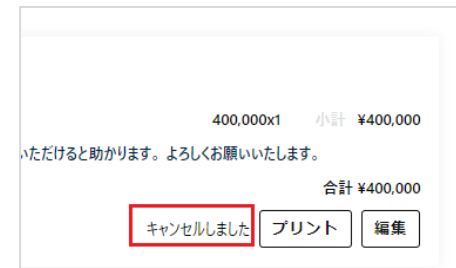 400,000x1 小計 ¥400,000
いただけると助かります。よろしくお願いいたします。
合計 ¥400,000
キャンセルしました プリント 編集